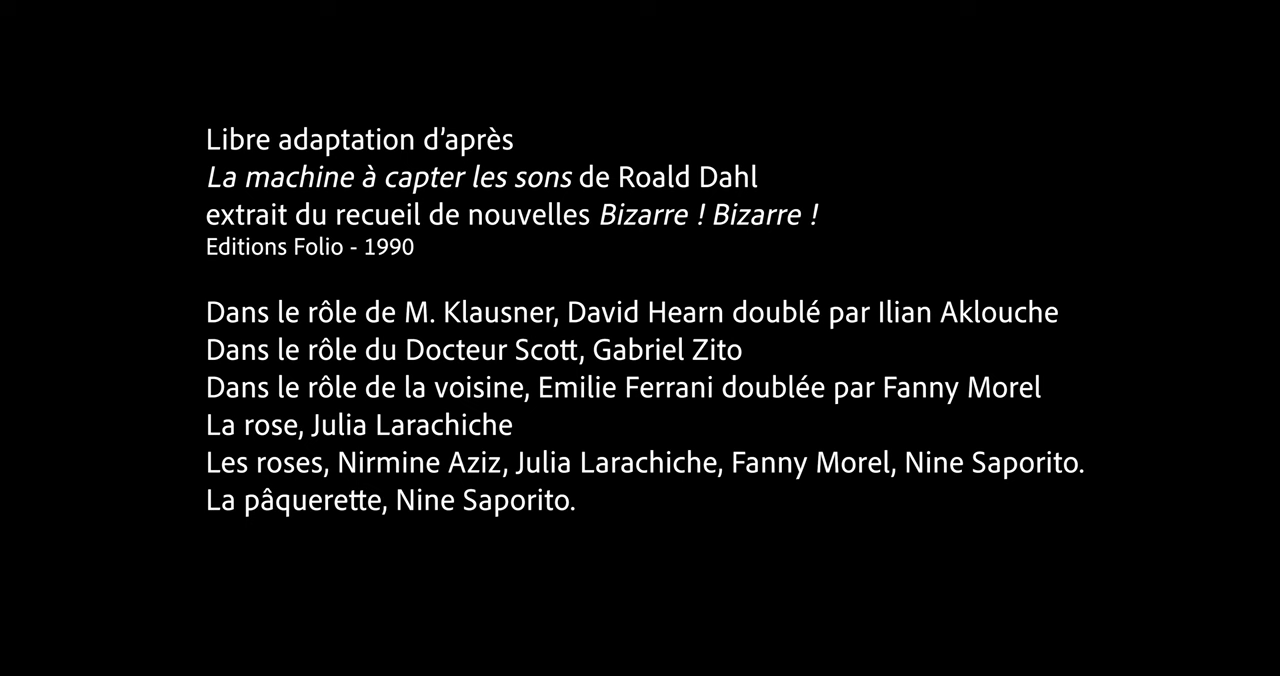 Libre adaptation d’après
La machine à capter les sons de Roald Dahl
extrait du recueil de nouvelles Bizarre ! Bizarre !
Editions Folio - 1990
Dans le rôle de M. Klausner, David Hearn doublé par Ilian Aklouche
Dans le rôle du Docteur Scott, Gabriel Zito
Dans le rôle de la voisine, Emilie Ferrani doublée par Fanny Morel
La rose, Julia Larachiche
Les roses, Nirmine Aziz, Julia Larachiche, Fanny Morel, Nine Saporito.
La pâquerette, Nine Saporito.